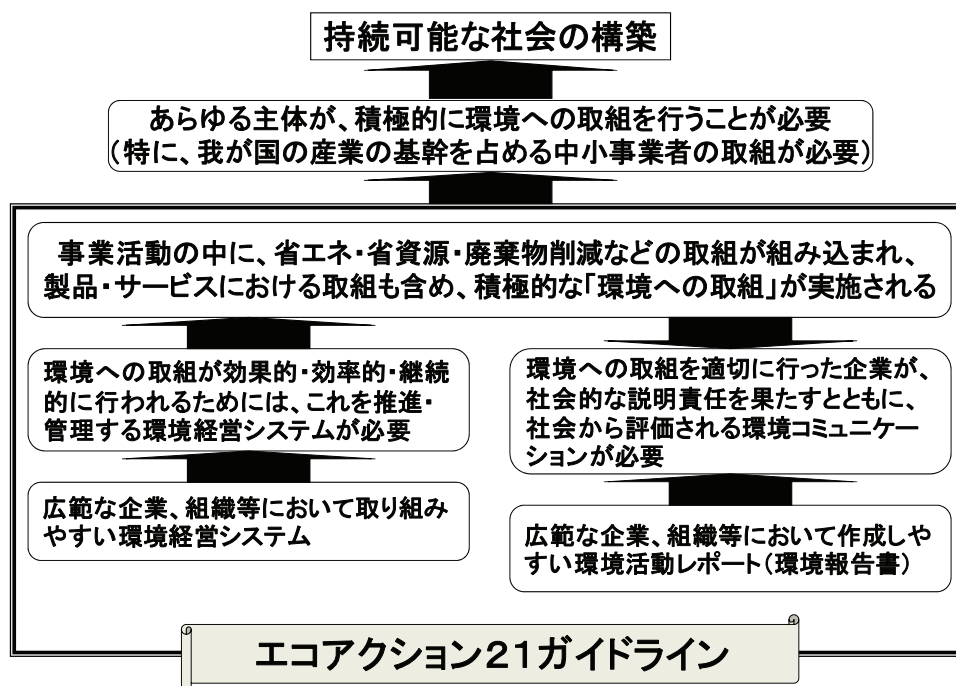 持続可能な社会の構築
あらゆる主体が、積極的に環境への取組を行うことが必要
(特に、我が国の産業の基幹を占める中小事業者の取組が必要)
事業活動の中に、省エネ・省資源・廃棄物削減などの取組が組み込まれ、
製品・サービスにおける取組も含め、積極的な「環境への取組」が実施される
環境への取組が効果的・効率的・継続
的に行われるためには、これを推進・
管理する環境経営システムが必要
広範な企業、組織等において取り組み
やすい環境経営システム
環境への取組を適切に行った企業が、
社会的な説明責任を果たすとともに、
社会から評価される環境コミュニケー
ションが必要
広範な企業、組織等において作成しや
すい環境活動レポート(環境報告書)
エコアクション21ガイドライン